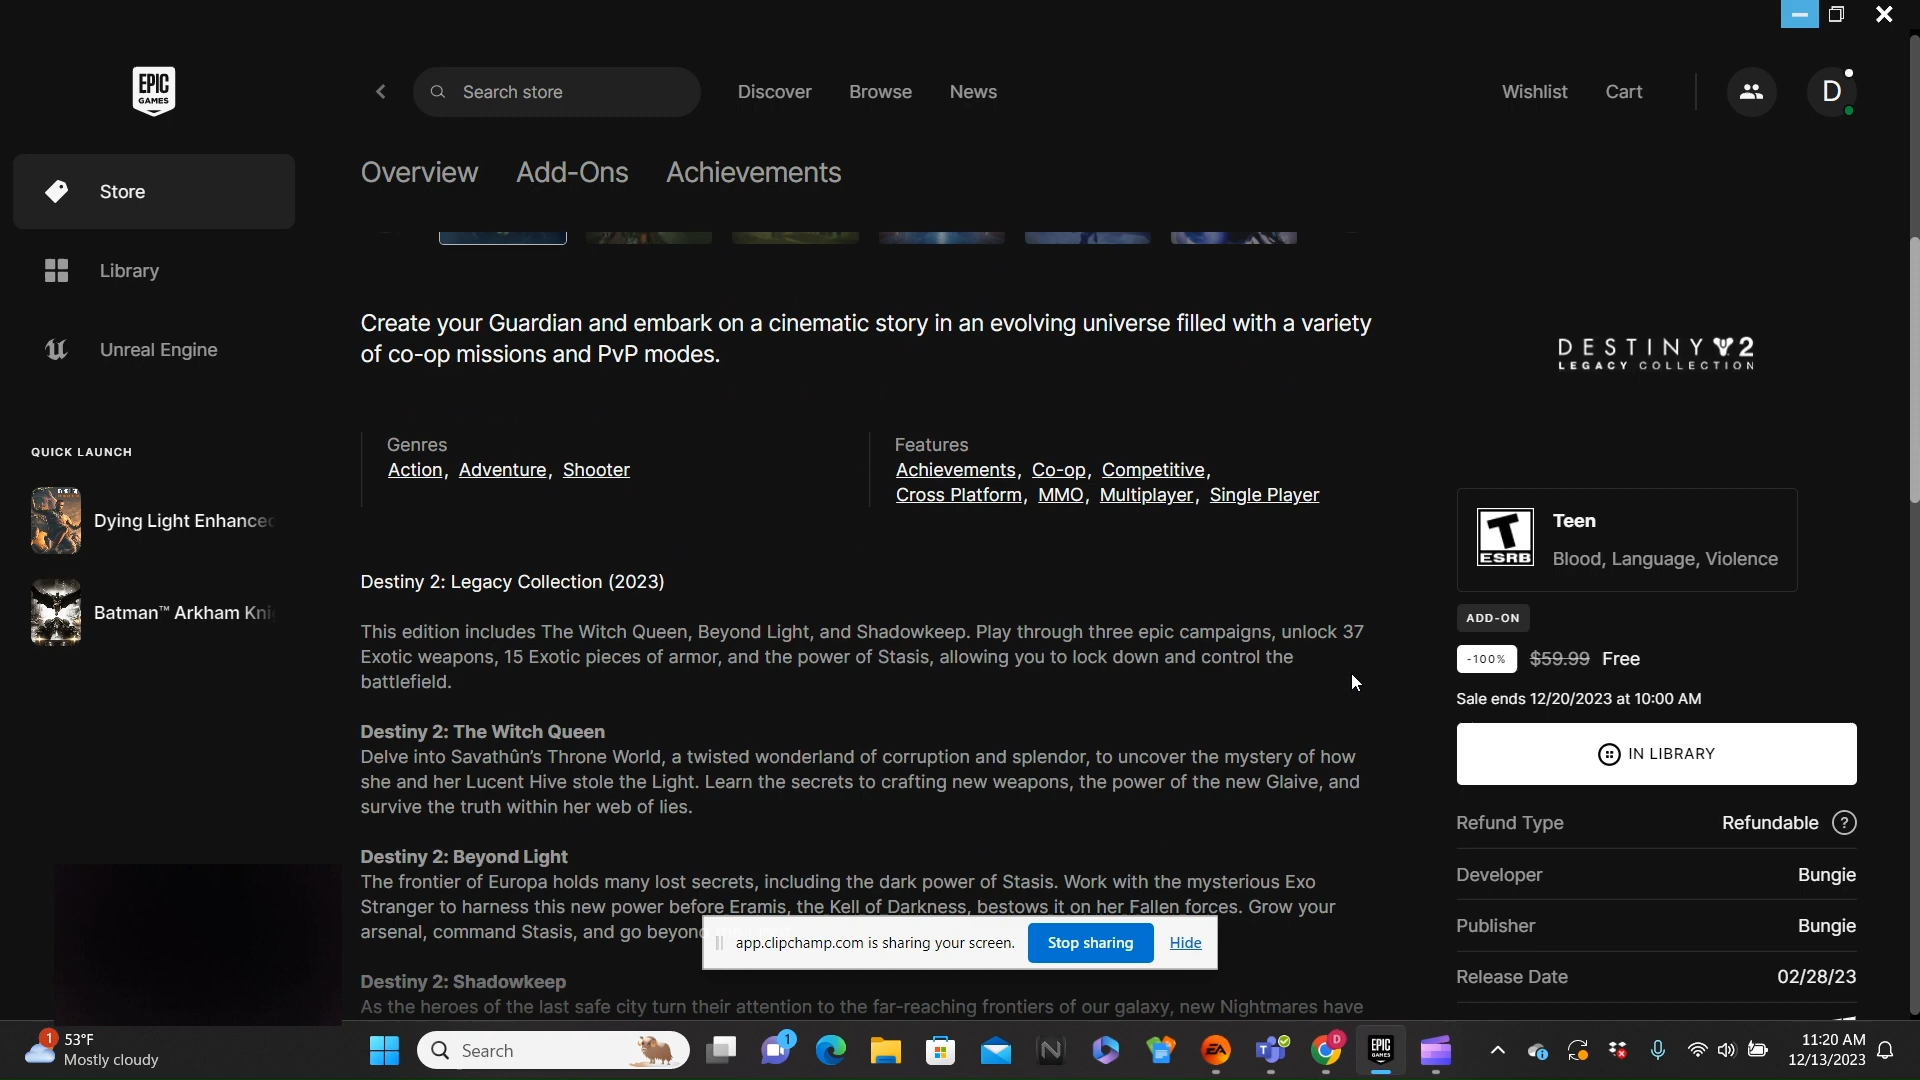 EPIC GAMES
Search store
Discover
Browse
News
Wishlist
Cart
D
Store
Library
Unreal Engine
QUICK LAUNCH
Dying Light Enhanced
Batman™ Arkham Kni
Overview
Add-Ons
Achievements
Create your Guardian and embark on a cinematic story in an evolving universe filled with a variety
of co-op missions and PvP modes.
Genres
Action, Adventure, Shooter
Features
Achievements, Co-op, Competitive,
Cross Platform, MMO, Multiplayer, Single Player
Destiny 2: Legacy Collection (2023)
This edition includes The Witch Queen, Beyond Light, and Shadowkeep. Play through three epic campaigns, unlock 37
Exotic weapons, 15 Exotic pieces of armor, and the power of Stasis, allowing you to lock down and control the
battlefield.
Destiny 2: The Witch Queen
Delve into Savathûn's Throne World, a twisted wonderland of corruption and splendor, to uncover the mystery of how
she and her Lucent Hive stole the Light. Learn the secrets to crafting new weapons, the power of the new Glaive, and
survive the truth within her web of lies.
Destiny 2: Beyond Light
The frontier of Europa holds many lost secrets, including the dark power of Stasis. Work with the mysterious Exo
Stranger to harness this new power before Eramis, the Kell of Darkness, bestows it on her Fallen forces. Grow your
arsenal, command Stasis, and go beyond
Destiny 2: Shadowkeep
As the heroes of the last safe city turn their attention to the far-reaching frontiers of our galaxy, new Nightmares have
DESTINY 2
LEGACY COLLECTION
T
ESRB
Teen
Blood, Language, Violence
ADD-ON
-100% $59.99 Free
Sale ends 12/20/2023 at 10:00 AM
IN LIBRARY
Refund Type Refundable ?
Developer Bungie
Publisher Bungie
Release Date 02/28/23
app.clipchamp.com is sharing your screen. Stop sharing Hide
1
53°F
Mostly cloudy
Search
1
N
EA
T
D
EPIC GAMES
11:20 AM
12/13/2023